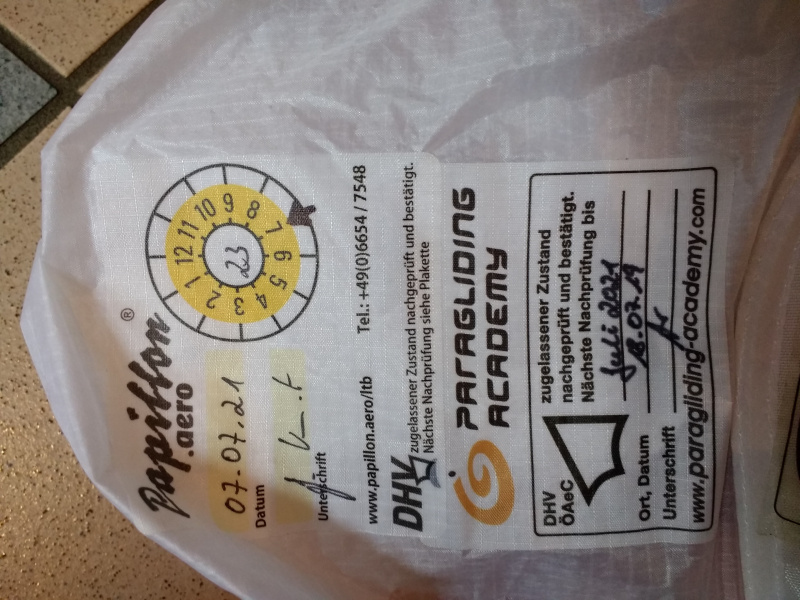 Papillon®
.aero
12 11 10 9 8 7 6 5 4 3 2 1
23
07-07.21
Datum
Unterschrift
www.papillon.aero/ltb Tel.: +49(0)6654 / 7548
DHV zugelassener Zustand nachgeprüft und bestätigt.
Nächste Nachprüfung siehe Plakette
PARAGLIDING
ACADEMY
DHV
ÖAeC
zugelassener Zustand
nachgeprüft und bestätigt.
Nächste Nachprüfung bis
Juli 2021
Ort, Datum 18.07.19
Unterschrift
www.paragliding-academy.com